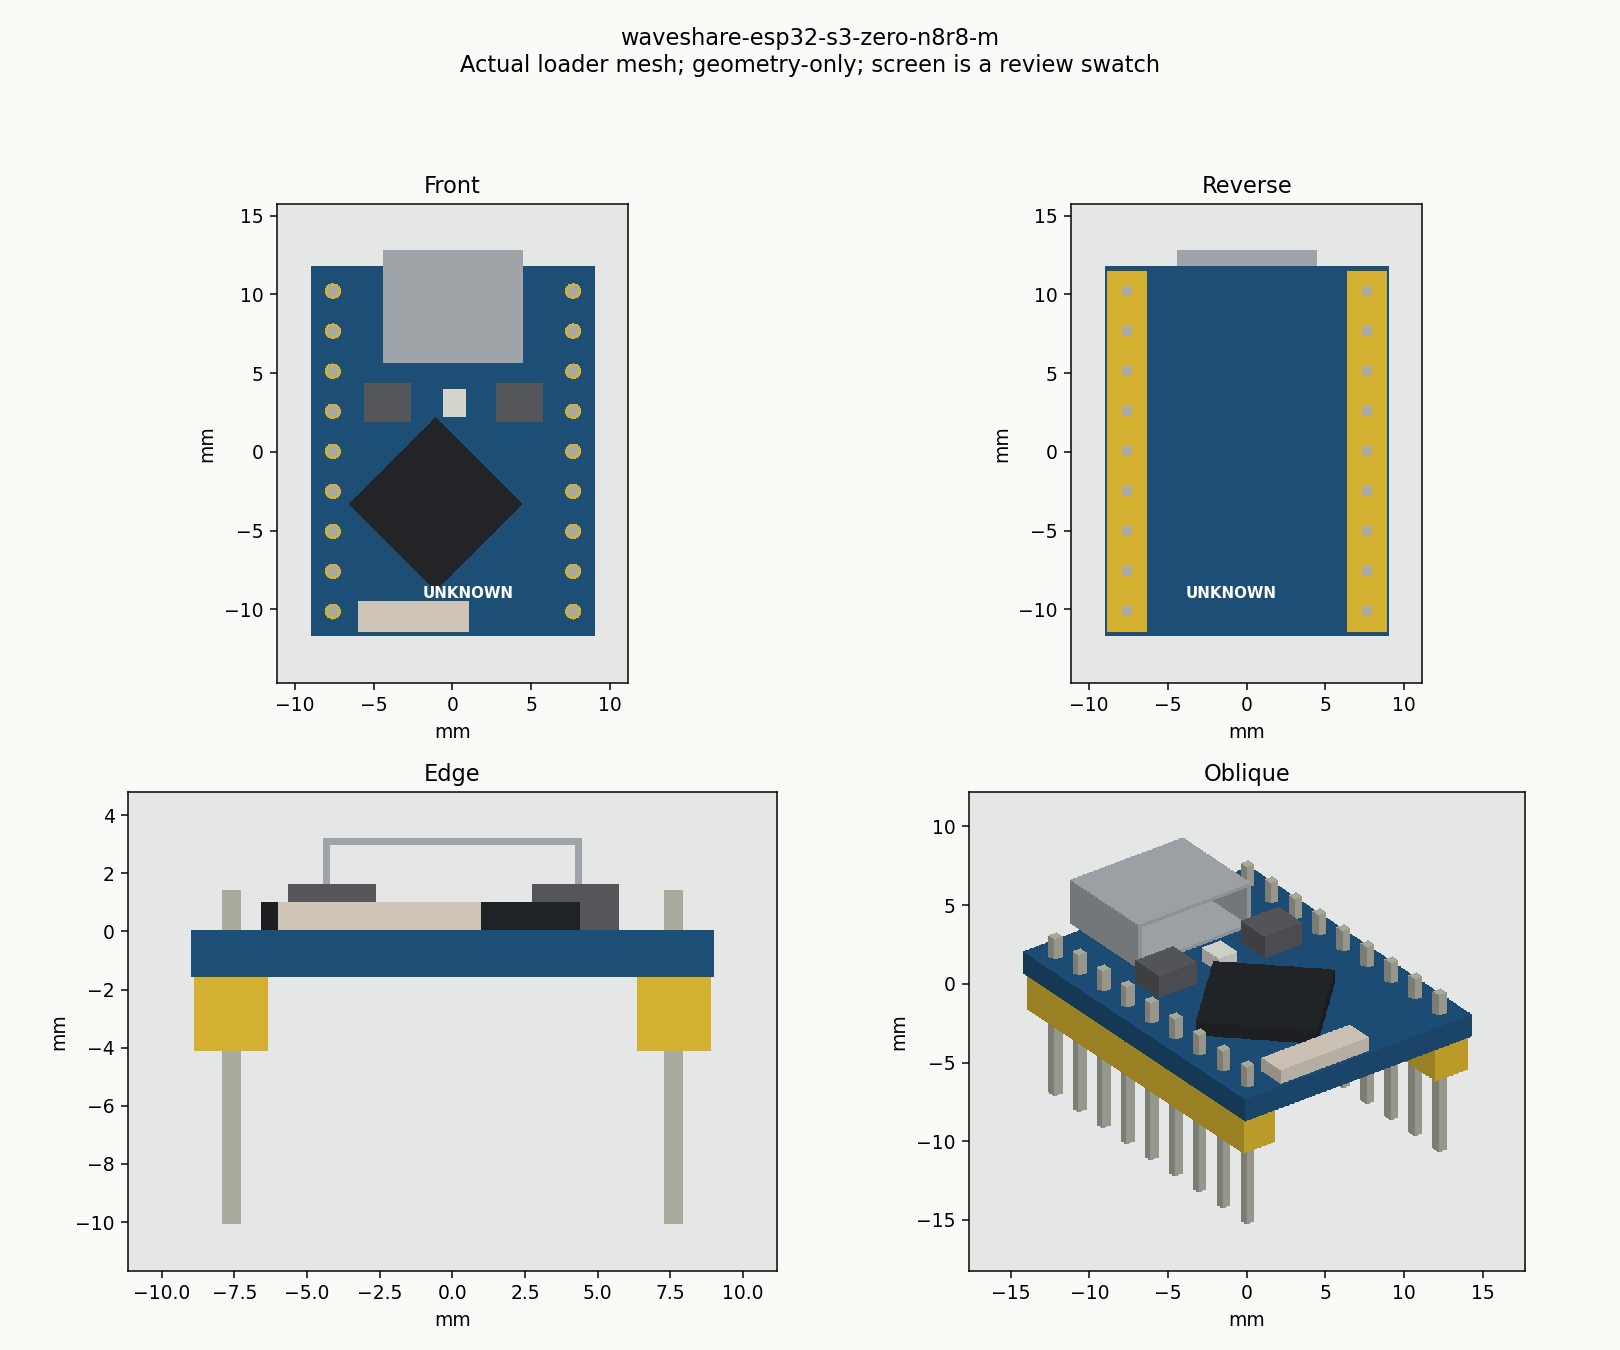 waveshare-esp32-s3-zero-n8r8-m
Actual loader mesh; geometry-only; screen is a review swatch
Front
15
10
5
0
−5
−10
mm
UNKNOWN
−10 −5 0 5 10
mm
Reverse
15
10
5
0
−5
−10
mm
UNKNOWN
−10 −5 0 5 10
mm
Edge
4
2
0
−2
−4
−6
−8
−10
mm
−10.0 −7.5 −5.0 −2.5 0.0 2.5 5.0 7.5 10.0
mm
Oblique
10
5
0
−5
−10
−15
mm
−15 −10 −5 0 5 10 15
mm